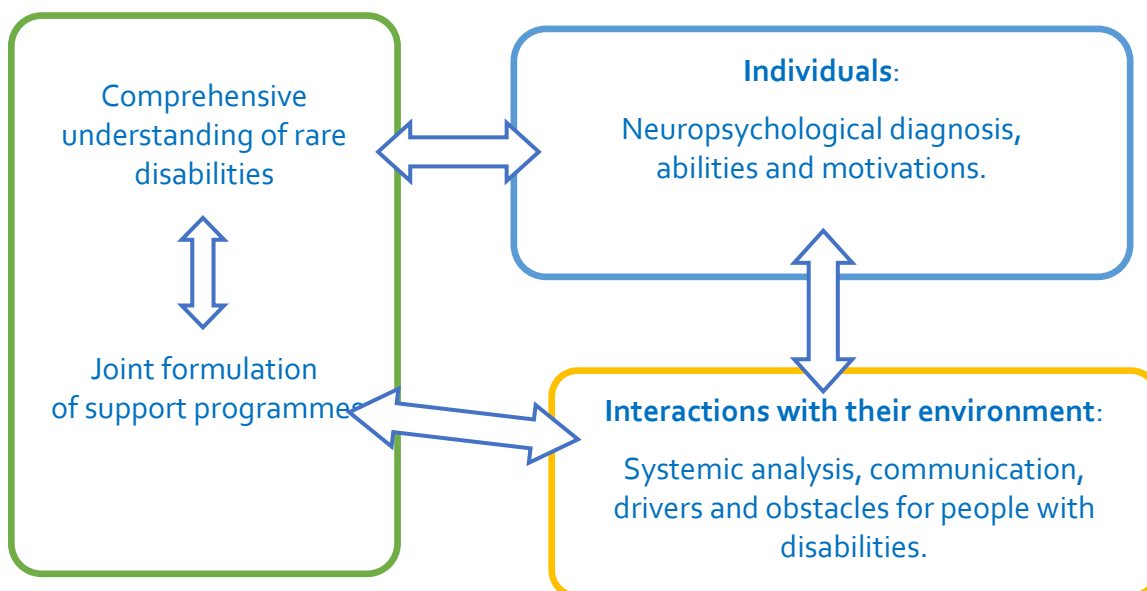 Comprehensive
understanding of rare
disabilities
Joint formulation
of support programmes
Individuals:
Neuropsychological diagnosis,
abilities and motivations.
Interactions with their environment:
Systemic analysis, communication,
drivers and obstacles for people with
disabilities.